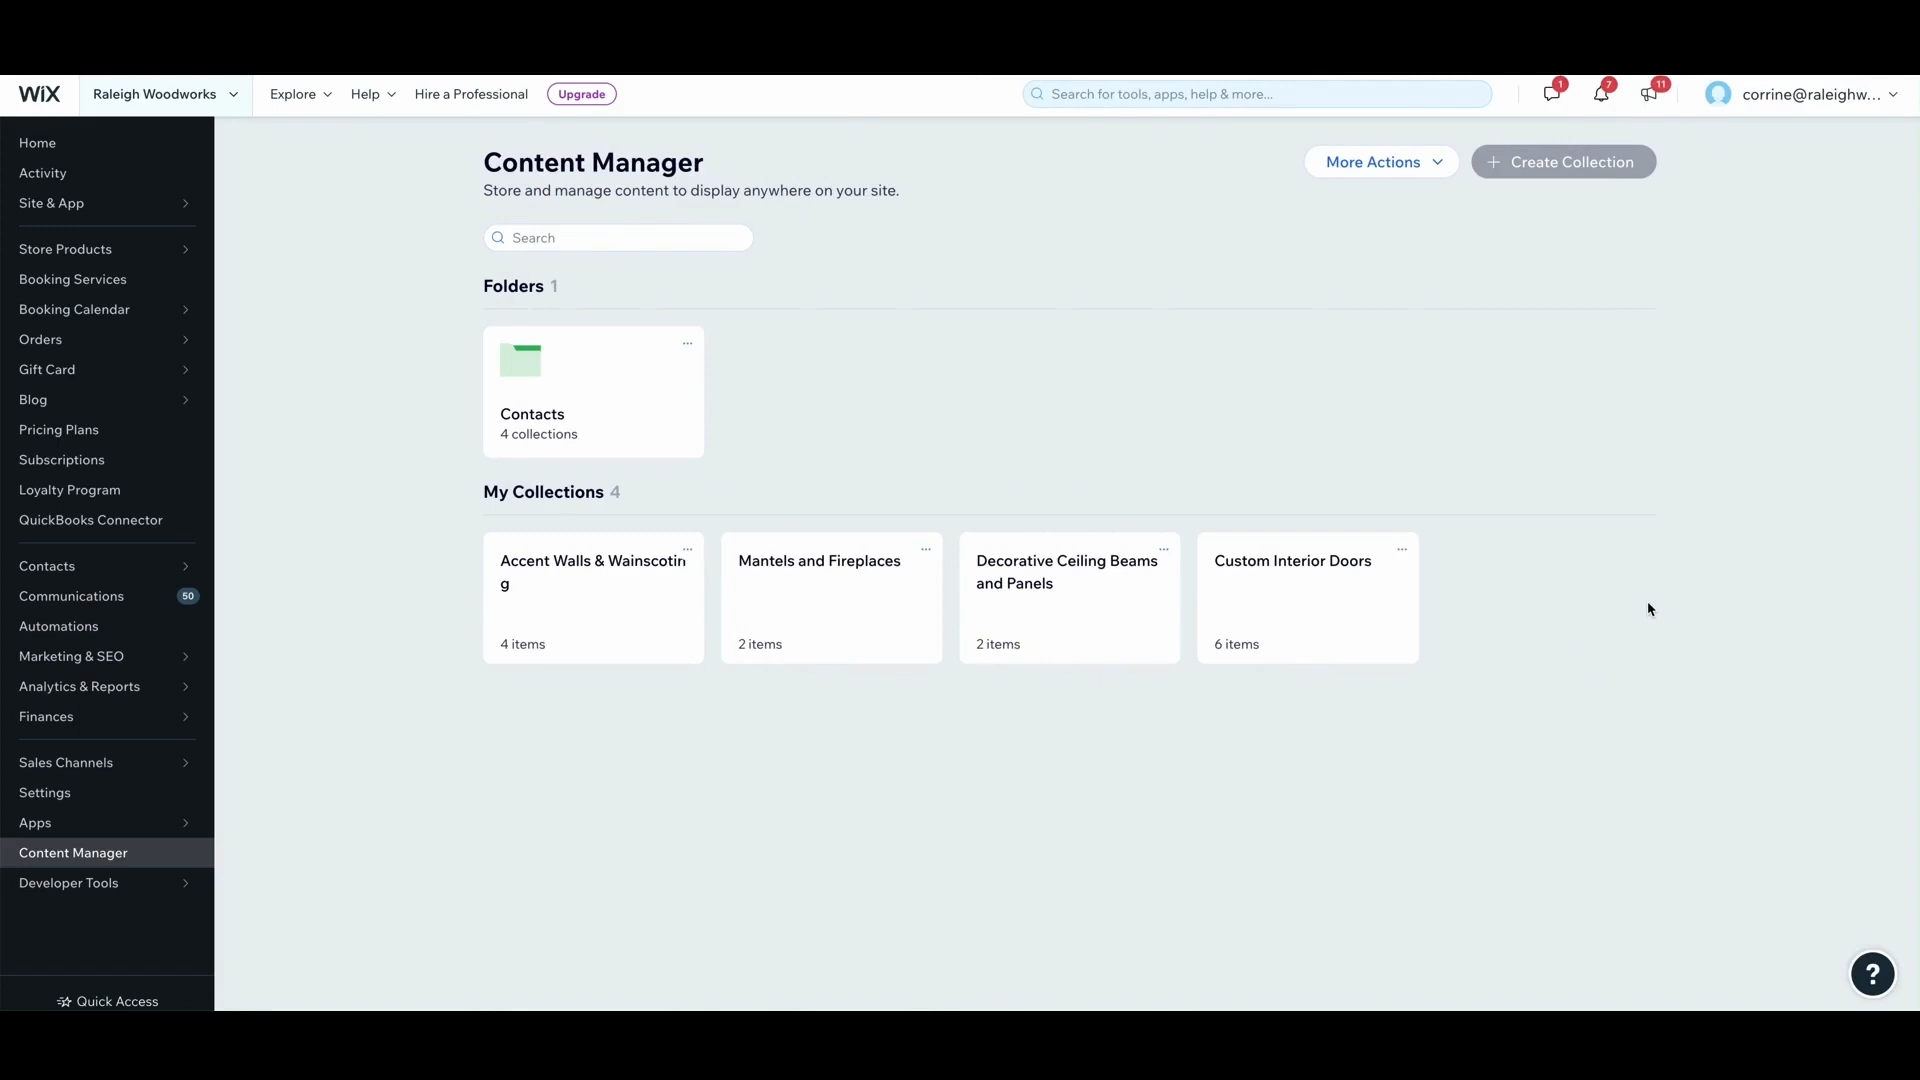 WIX
Raleigh Woodworks
Explore
Help
Hire a Professional
Upgrade
Search for tools, apps, help & more...
1
7
11
corrine@raleighw...
Home
Activity
Site & App
Store Products
Booking Services
Booking Calendar
Orders
Gift Card
Blog
Pricing Plans
Subscriptions
Loyalty Program
QuickBooks Connector
Contacts
Communications 50
Automations
Marketing & SEO
Analytics & Reports
Finances
Sales Channels
Settings
Apps
Content Manager
Developer Tools
Quick Access
Content Manager
Store and manage content to display anywhere on your site.
More Actions
+ Create Collection
Search
Folders 1
...
Contacts
4 collections
My Collections 4
...
Accent Walls & Wainscotin
g
4 items
...
Mantels and Fireplaces
2 items
...
Decorative Ceiling Beams
and Panels
2 items
...
Custom Interior Doors
6 items
?